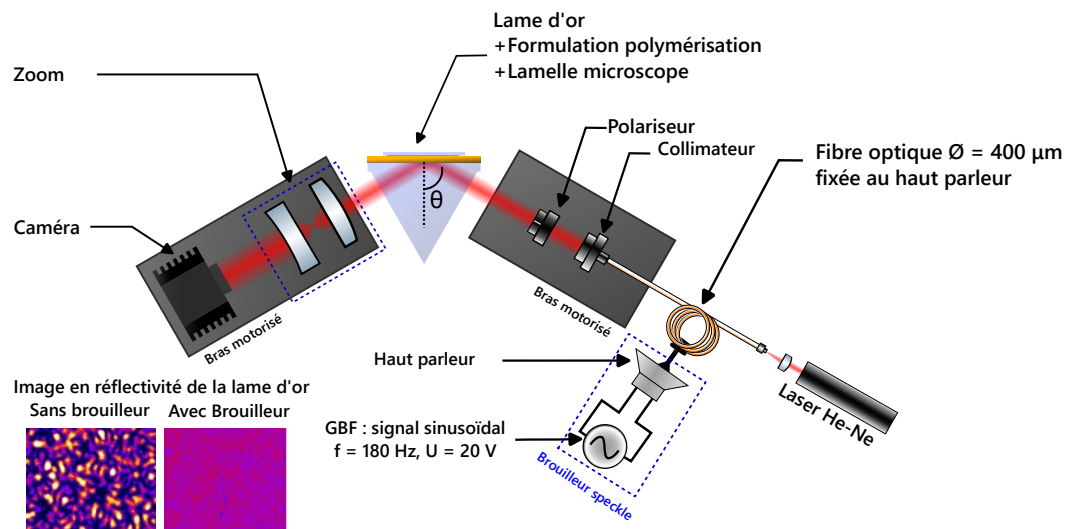 Lame d'or
+Formulation polymérisation
+Lamelle microscope
Zoom
Polariseur
Collimateur
Fibre optique Ø = 400 µm
fixée au haut parleur
θ
Caméra
Bras motorisé
Bras motorisé
Haut parleur
Laser He-Ne
Image en réflectivité de la lame d'or
Sans brouilleur
Avec Brouilleur
GBF : signal sinusoïdal
f = 180 Hz, U = 20 V
Brouilleur speckle